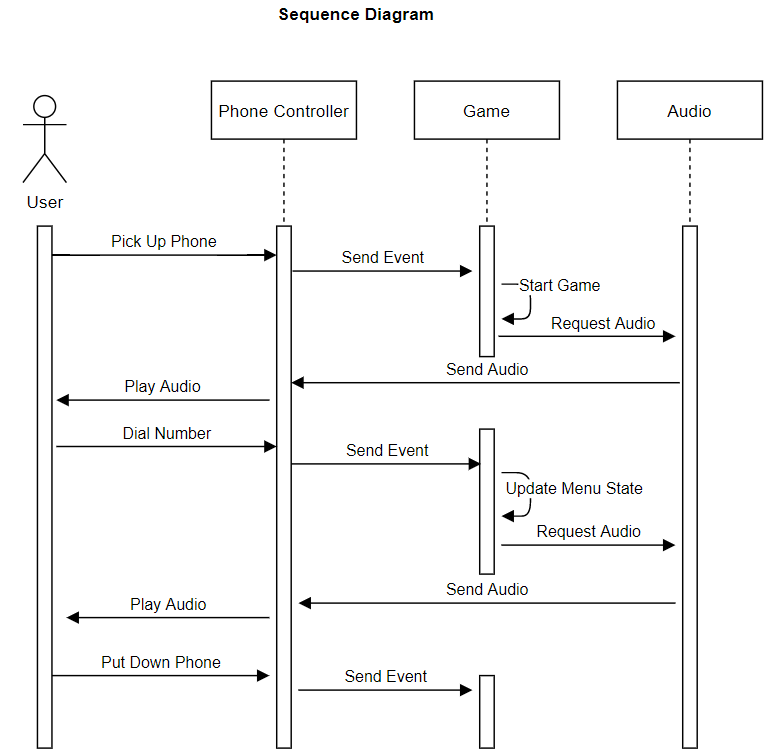 Sequence Diagram
Phone Controller
Game
Audio
User
Pick Up Phone
Send Event
Start Game
Request Audio
Send Audio
Play Audio
Dial Number
Send Event
Update Menu State
Request Audio
Send Audio
Play Audio
Put Down Phone
Send Event